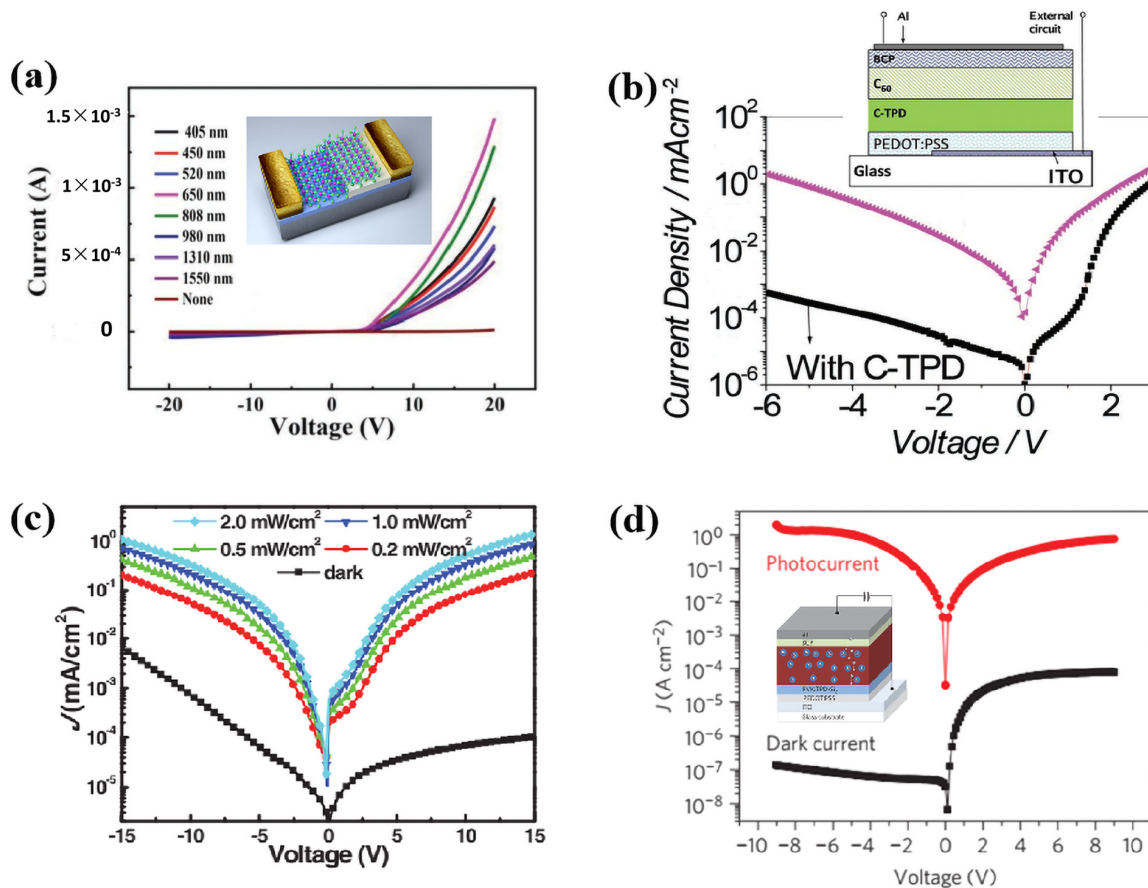 (a)
1.5×10⁻³
1.0×10⁻³
5×10⁻⁴
0
Current (A)
405 nm
450 nm
520 nm
650 nm
808 nm
980 nm
1310 nm
1550 nm
None
-20
-10
0
10
20
Voltage (V)
(b)
Al
External circuit
BCP
C₆₀
C-TPD
PEDOT:PSS
Glass
ITO
10²
10⁰
10⁻²
10⁻⁴
10⁻⁶
Current Density / mAcm⁻²
With C-TPD
-6
-4
-2
0
2
Voltage / V
(c)
2.0 mW/cm² 1.0 mW/cm²
0.5 mW/cm² 0.2 mW/cm²
dark
10⁰
10⁻¹
10⁻²
10⁻³
10⁻⁴
10⁻⁵
J (mA/cm²)
-15
-10
-5
0
5
10
15
Voltage (V)
(d)
10¹
10⁰
10⁻¹
10⁻²
10⁻³
10⁻⁴
10⁻⁵
10⁻⁶
10⁻⁷
10⁻⁸
J (A cm⁻²)
Photocurrent
PEDOT:PSS
ITO
Glass substrate
Dark current
-10
-8
-6
-4
-2
0
2
4
6
8
10
Voltage (V)